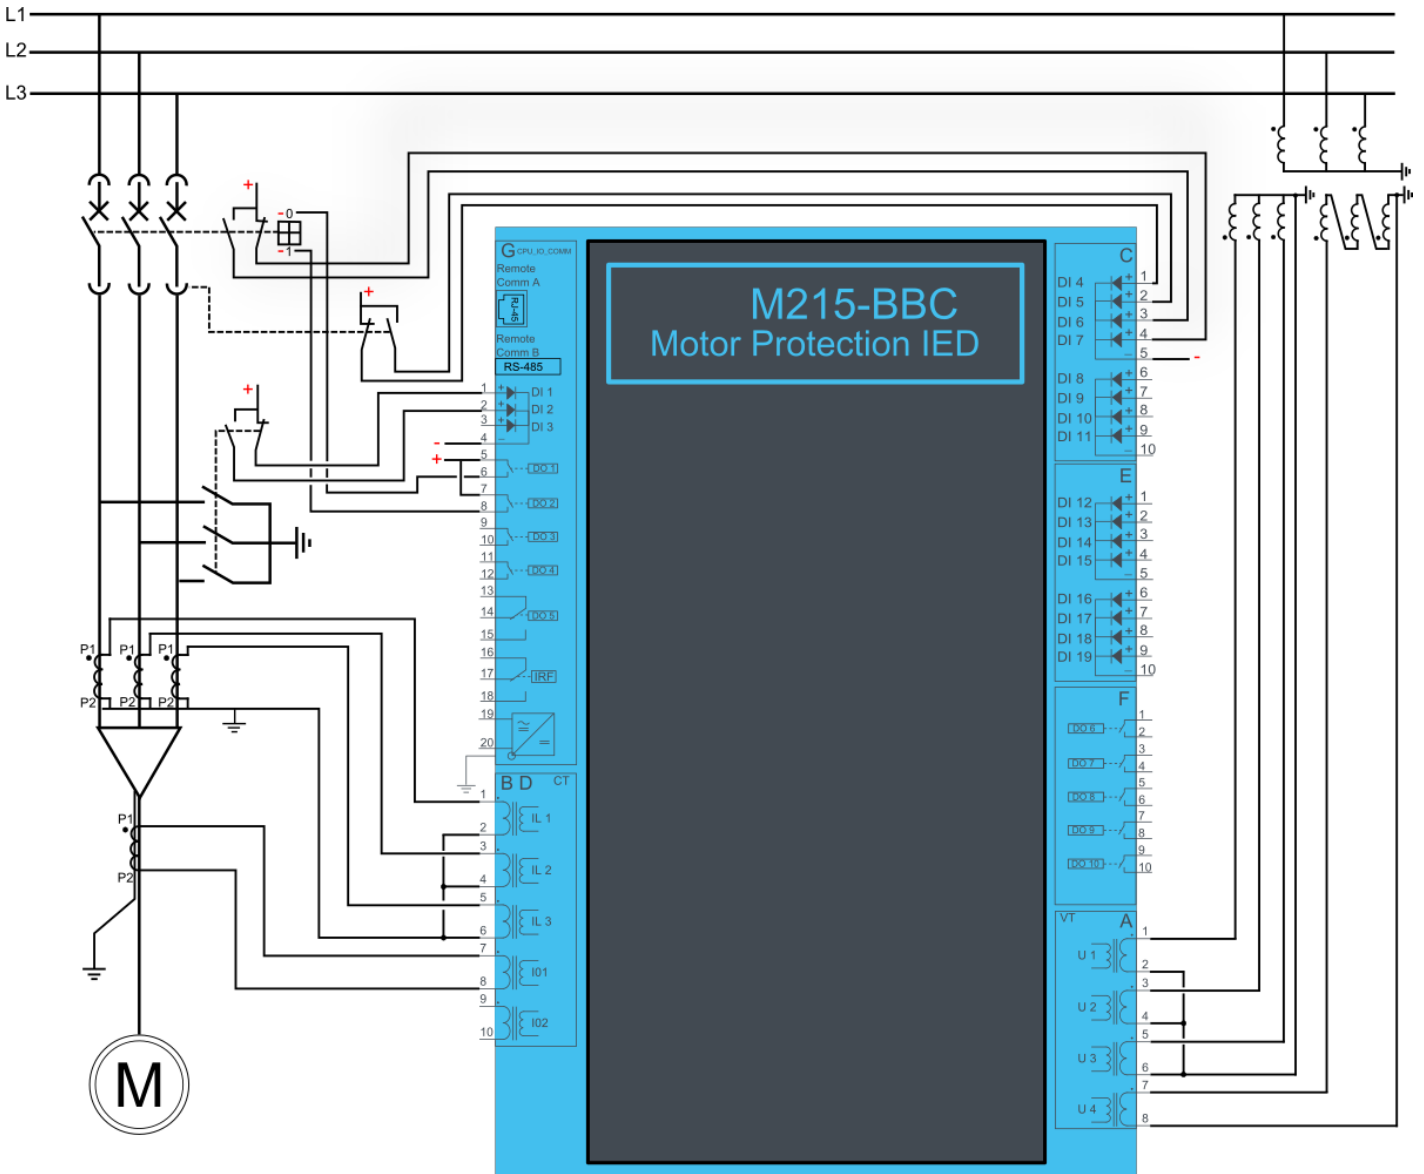 L1
L2
L3
+
- 0
- 1
+
+
G CPU_IO_COMM
Remote
Comm A
RJ-45
Remote
Comm B
RS-485
1 + DI 1
2 + DI 2
3 + DI 3
- 4 –
+ 5
6 DO 1
7
8 DO 2
9
10 DO 3
11
12 DO 4
13
14 DO 5
15
16
17 IRF
18
19
20
B D CT
1
2 IL 1
3
4 IL 2
5
6 IL 3
7
8 I01
9
10 I02
P1 P1 P1
P2 P2 P2
P1
P2
M
M215-BBC
Motor Protection IED
C
DI 4 + 1
DI 5 + 2
DI 6 + 3
DI 7 + 4
– 5 -
DI 8 + 6
DI 9 + 7
DI 10 + 8
DI 11 + 9
– 10
E
DI 12 + 1
DI 13 + 2
DI 14 + 3
DI 15 + 4
– 5
DI 16 + 6
DI 17 + 7
DI 18 + 8
DI 19 + 9
– 10
F
1
DO 6 2
3
DO 7 4
5
DO 8 6
7
DO 9 8
9
DO 10 10
VT A
1
U 1 2
3
U 2 4
5
U 3 6
7
U 4 8